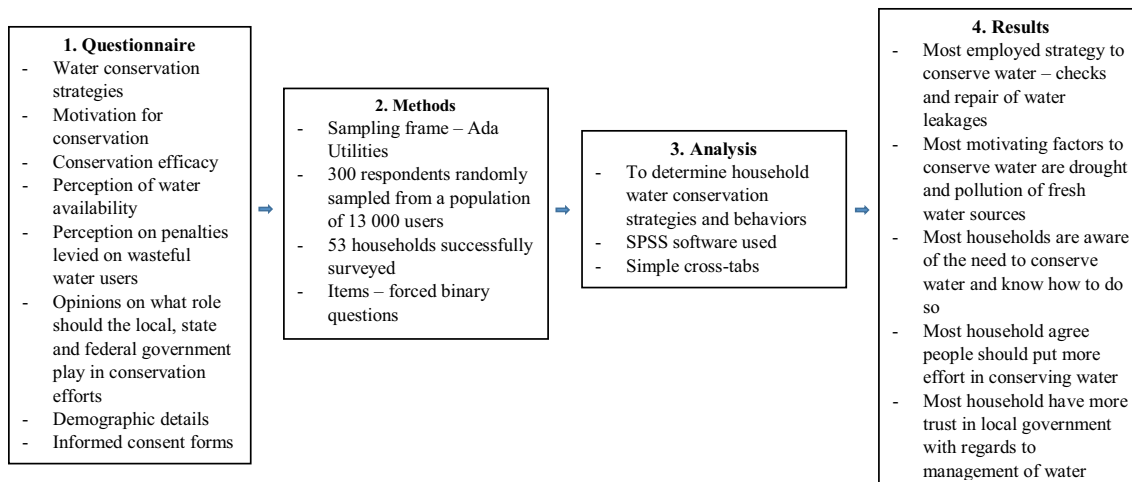 1. Questionnaire
- Water conservation
strategies
- Motivation for
conservation
- Conservation efficacy
- Perception of water
availability
- Perception on penalties
levied on wasteful
water users
- Opinions on what role
should the local, state
and federal government
play in conservation
efforts
- Demographic details
- Informed consent forms
2. Methods
- Sampling frame – Ada
Utilities
- 300 respondents randomly
sampled from a population
of 13 000 users
- 53 households successfully
surveyed
- Items – forced binary
questions
3. Analysis
- To determine household
water conservation
strategies and behaviors
- SPSS software used
- Simple cross-tabs
4. Results
- Most employed strategy to
conserve water – checks
and repair of water
leakages
- Most motivating factors to
conserve water are drought
and pollution of fresh
water sources
- Most households are aware
of the need to conserve
water and know how to do
so
- Most household agree
people should put more
effort in conserving water
- Most household have more
trust in local government
with regards to
management of water